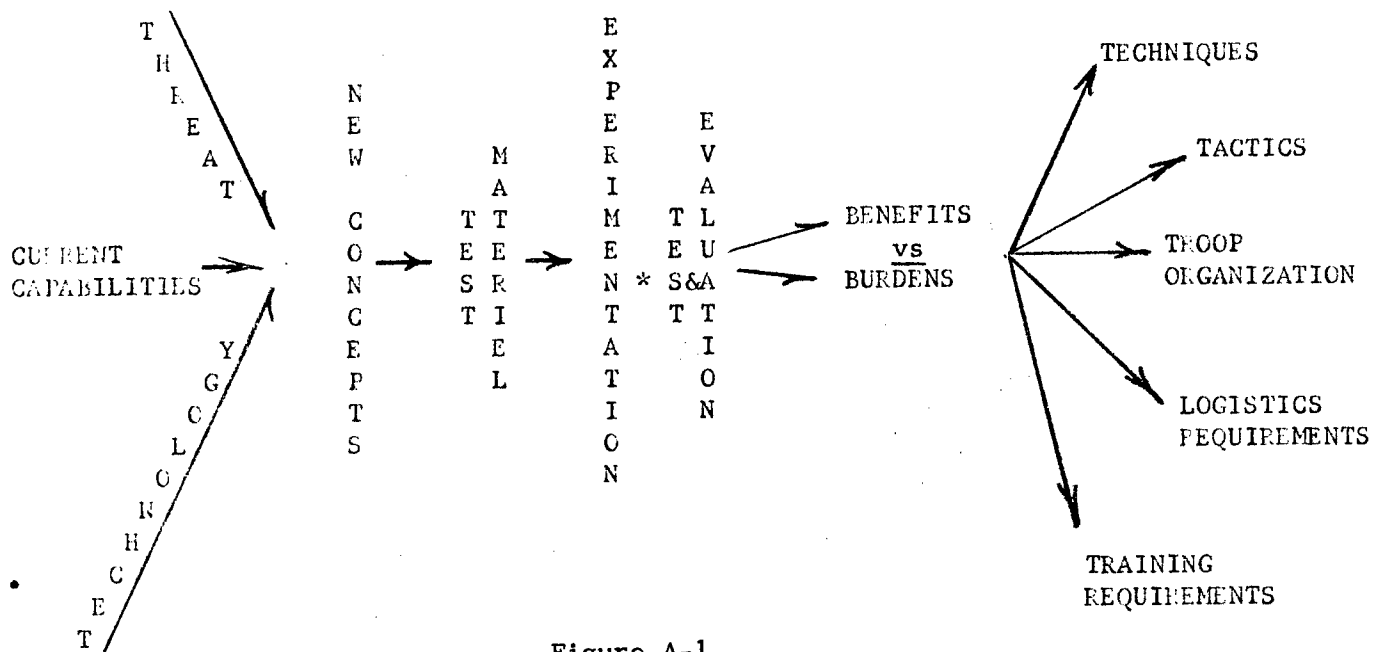 THREAT
CURRENT
CAPABILITIES
TECHNOLOGY
NEW CONCEPTS
TEST
MATERIEL
EXPERIMENTATION
*
TEST
&
EVALUATION
BENEFITS
vs
BURDENS
TECHNIQUES
TACTICS
TROOP
ORGANIZATION
LOGISTICS
REQUIREMENTS
TRAINING
REQUIREMENTS
Figure A-1